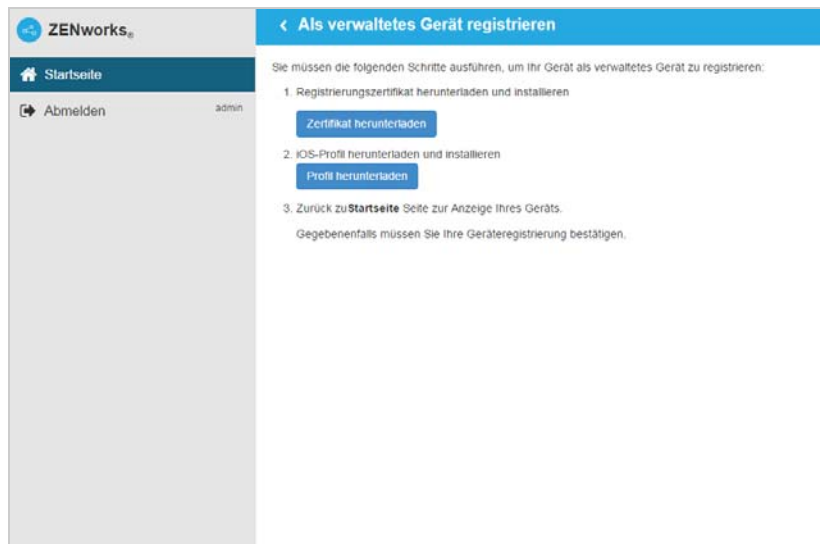 ZENworks®
Startseite
Abmelden admin
Als verwaltetes Gerät registrieren
Sie müssen die folgenden Schritte ausführen, um Ihr Gerät als verwaltetes Gerät zu registrieren:
1. Registrierungszertifikat herunterladen und installieren
Zertifikat herunterladen
2. iOS-Profil herunterladen und installieren
Profil herunterladen
3. Zurück zuStartseite Seite zur Anzeige Ihres Geräts.
Gegebenenfalls müssen Sie Ihre Geräteregistrierung bestätigen.